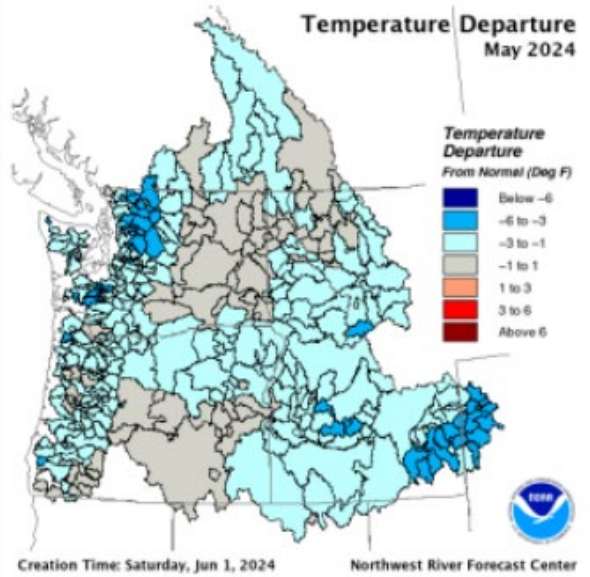 Temperature Departure
May 2024
Temperature
Departure
From Normal (Deg F)
Below -6
-6 to -3
-3 to -1
-1 to 1
1 to 3
3 to 6
Above 6
noaa
Creation Time: Saturday, Jun 1, 2024
Northwest River Forecast Center